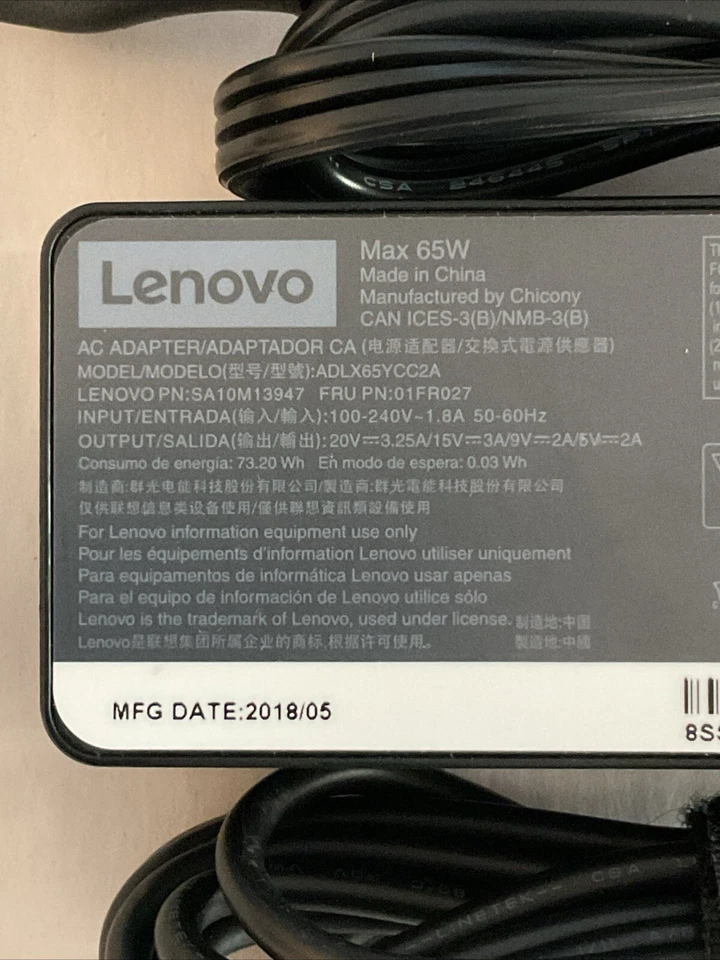 CSA 246445 SPT
Lenovo
Max 65W
Made in China
Manufactured by Chicony
CAN ICES-3(B)/NMB-3(B)
AC ADAPTER/ADAPTADOR CA (电源适配器/交換式電源供應器)
MODEL/MODELO(型号/型號):ADLX65YCC2A
LENOVO PN:SA10M13947 FRU PN:01FR027
INPUT/ENTRADA(输入/輸入):100-240V~1.8A 50-60Hz
OUTPUT/SALIDA(输出/輸出):20V⎓3.25A/15V⎓3A/9V⎓2A/5V⎓2A
Consumo de energía: 73.20 Wh En modo de espera: 0.03 Wh
制造商:群光电能科技股份有限公司/製造商:群光電能科技股份有限公司
仅供联想信息类设备使用/僅供聯想資訊類設備使用
For Lenovo information equipment use only
Pour les équipements d'information Lenovo utiliser uniquement
Para equipamentos de informática Lenovo usar apenas
Para el equipo de información de Lenovo utilice sólo
Lenovo is the trademark of Lenovo, used under license. 制造地:中国
Lenovo是联想集团所属企业的商标,根据许可使用。 製造地:中國
MFG DATE:2018/05
8SS
LINETEK CSA